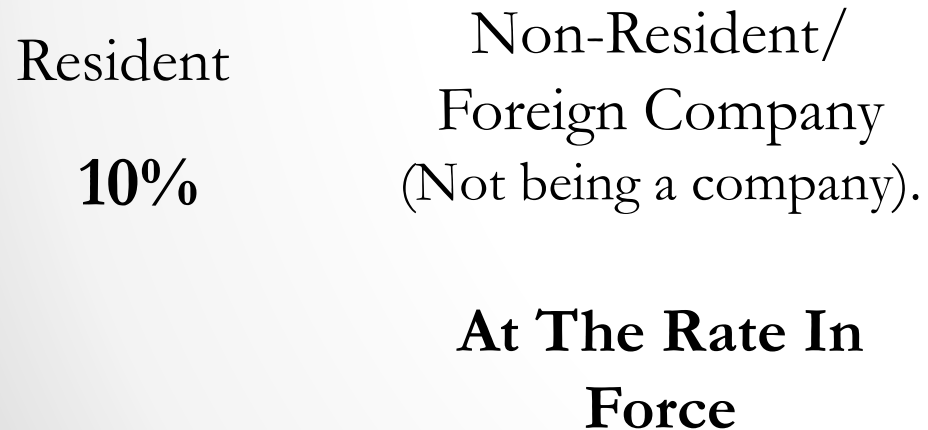 Resident
10%
Non-Resident/
Foreign Company
(Not being a company).
At The Rate In
Force